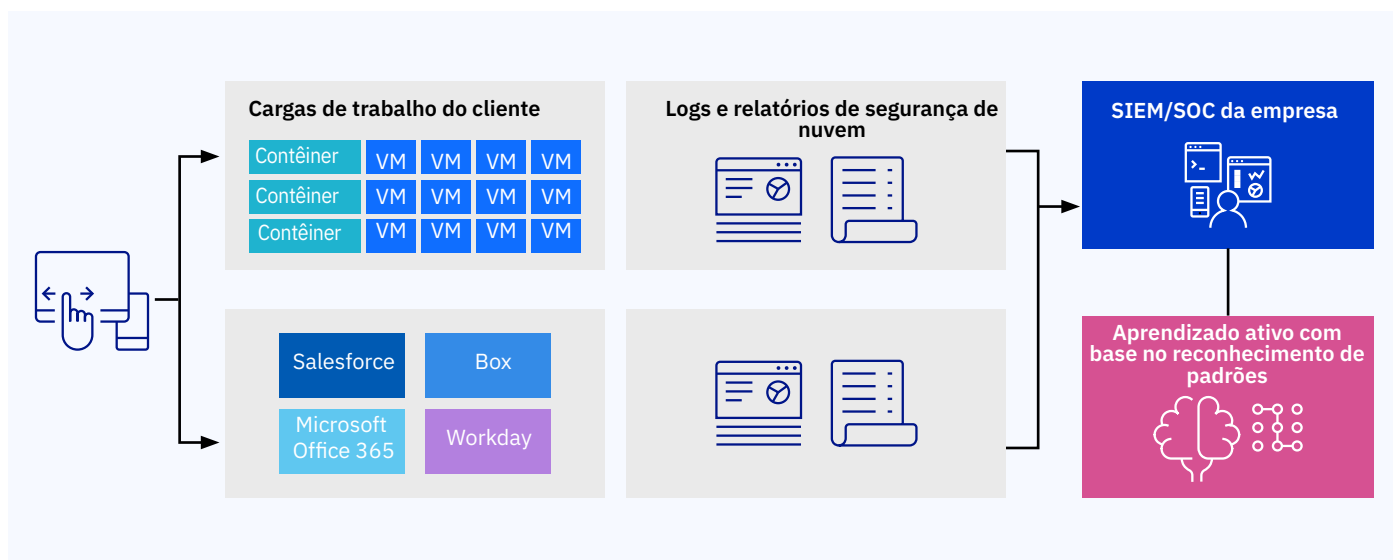 Cargas de trabalho do cliente
Contêiner VM VM VM VM
Contêiner VM VM VM VM
Contêiner VM VM VM VM
Salesforce
Box
Microsoft
Office 365
Workday
Logs e relatórios de segurança de
nuvem
SIEM/SOC da empresa
Aprendizado ativo com
base no reconhecimento de
padrões